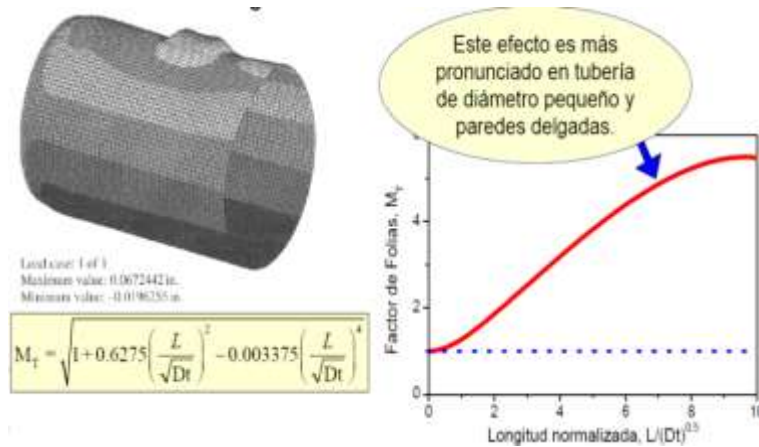 Este efecto es más
pronunciado en tubería
de diámetro pequeño y
paredes delgadas.
Load case: 1 of 1
Maximum value: 0.0672442 in.
Minimum value: -0.0196255 in.
M_T = √(1+0.6275(L/√Dt)² −0.003375(L/√Dt)⁴)
Factor de Folias, M_T
4
2
0
0 2 4 6 8 10
Longitud normalizada, L/(Dt)^0.5